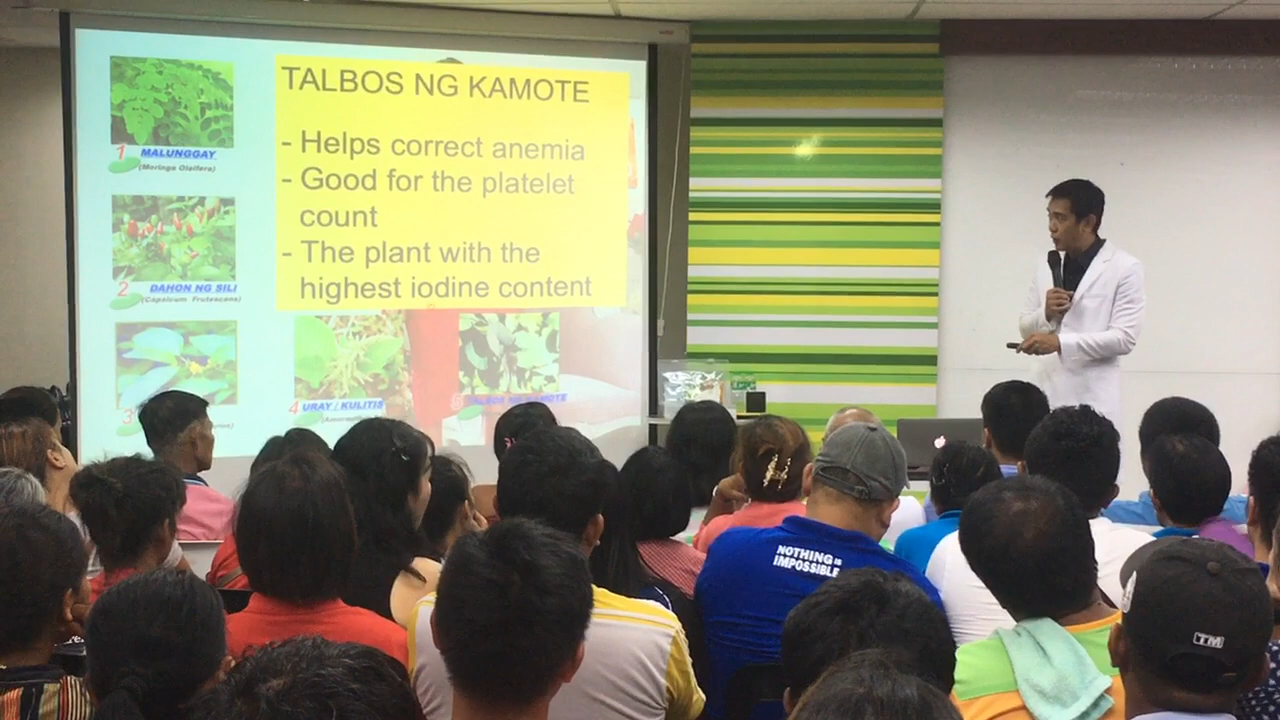 TALBOS NG KAMOTE
- Helps correct anemia
- Good for the platelet
count
- The plant with the
highest iodine content
1 MALUNGGAY
(Moringa Oleifera)
2 DAHON NG SILI
(Capsicum Frutescens)
3
4 URAY / KULITIS
5 TALBOS NG KAMOTE
NOTHING IS
IMPOSSIBLE
TM